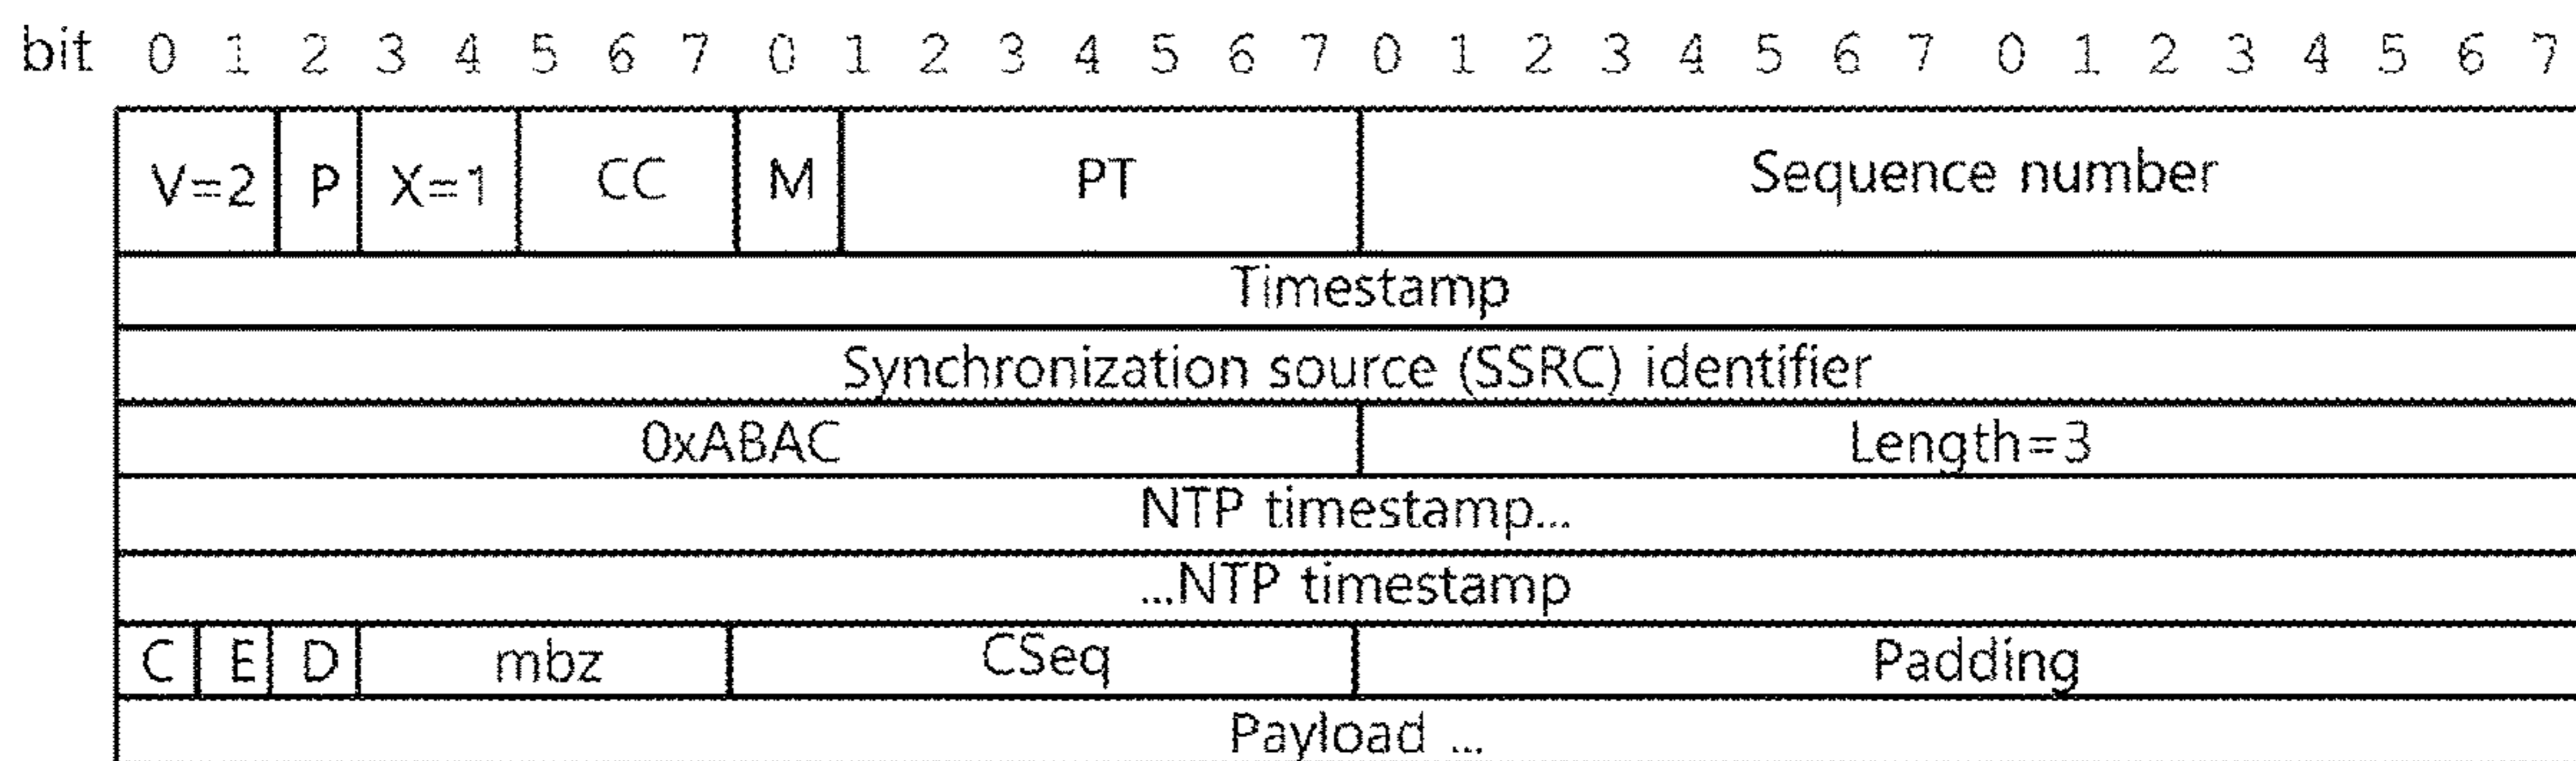 bit 0 1 2 3 4 5 6 7 0 1 2 3 4 5 6 7 0 1 2 3 4 5 6 7 0 1 2 3 4 5 6 7
V=2 P X=1 CC M PT Sequence number
Timestamp
Synchronization source (SSRC) identifier
0xABAC Length=3
NTP timestamp...
...NTP timestamp
C E D mbz CSeq Padding
Payload ...